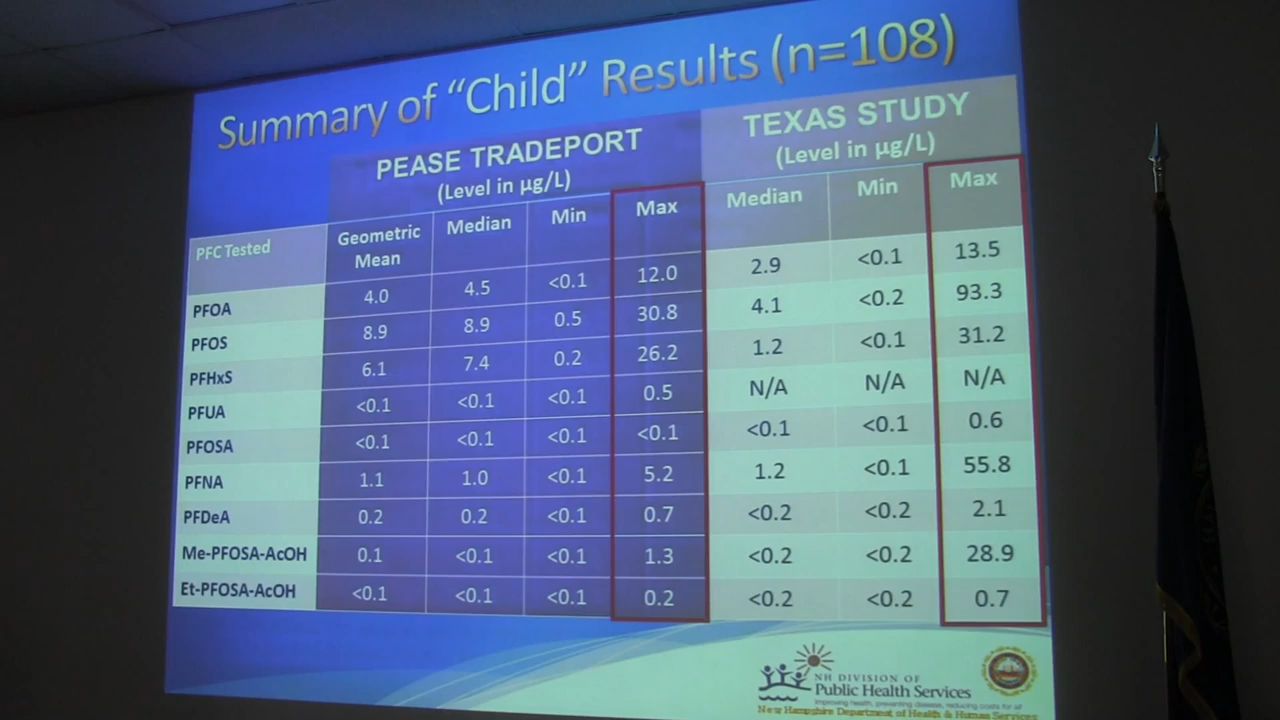 Summary of "Child" Results (n=108)
PEASE TRADEPORT TEXAS STUDY
(Level in µg/L) (Level in µg/L)
PFC Tested Geometric Mean Median Min Max Median Min Max
PFOA 4.0 4.5 <0.1 12.0 2.9 <0.1 13.5
PFOS 8.9 8.9 0.5 30.8 4.1 <0.2 93.3
PFHxS 6.1 7.4 0.2 26.2 1.2 <0.1 31.2
PFUA <0.1 <0.1 <0.1 0.5 N/A N/A N/A
PFOSA <0.1 <0.1 <0.1 <0.1 <0.1 <0.1 0.6
PFNA 1.1 1.0 <0.1 5.2 1.2 <0.1 55.8
PFDeA 0.2 0.2 <0.1 0.7 <0.2 <0.2 2.1
Me-PFOSA-AcOH 0.1 <0.1 <0.1 1.3 <0.2 <0.2 28.9
Et-PFOSA-AcOH <0.1 <0.1 <0.1 0.2 <0.2 <0.2 0.7
NH DIVISION OF
Public Health Services
improving health, preventing disease, reducing costs for all
New Hampshire Department of Health & Human Services